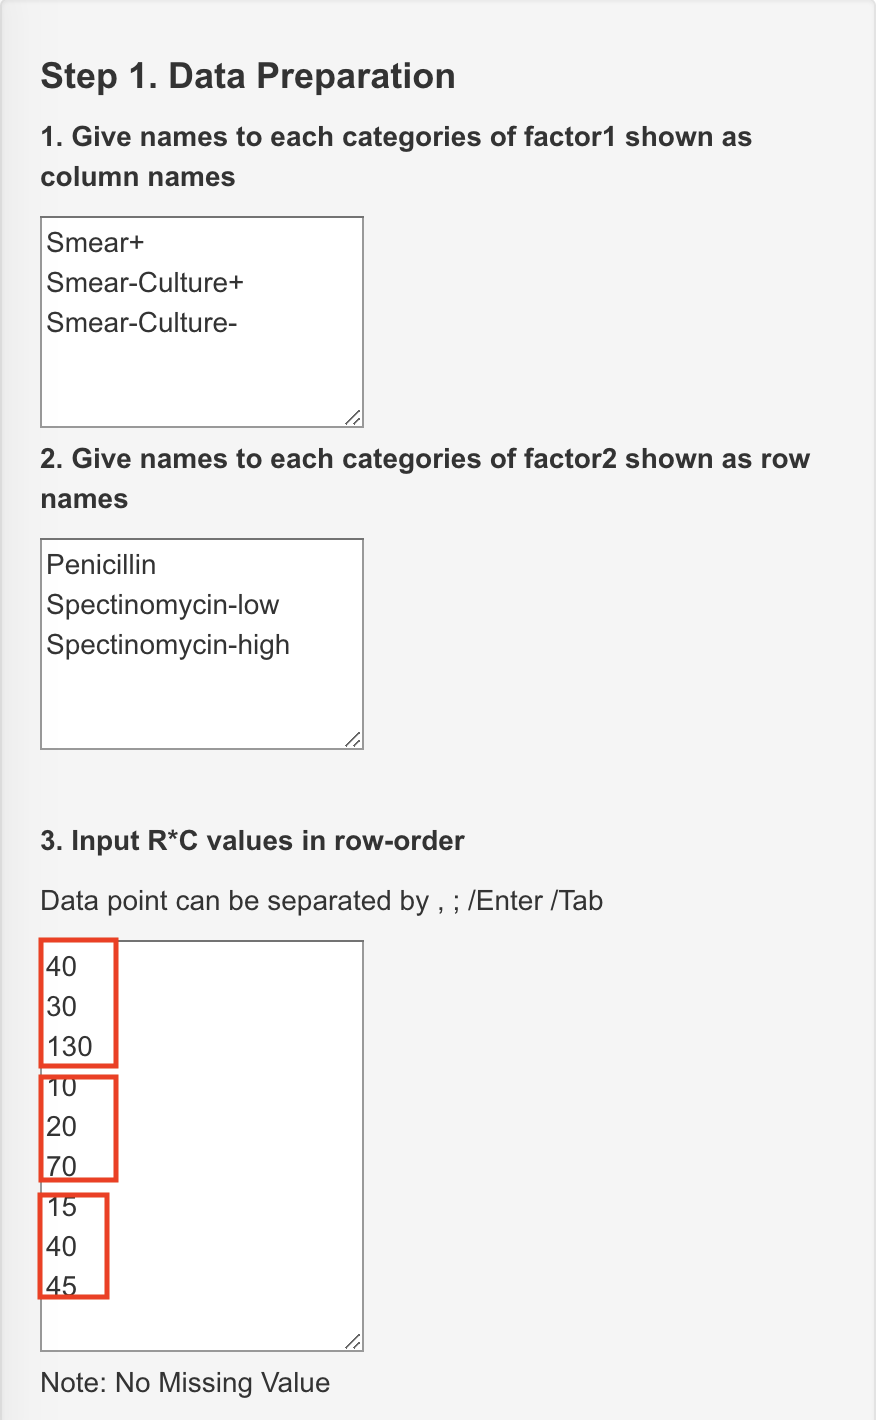 Step 1. Data Preparation
1. Give names to each categories of factor1 shown as
column names
Smear+
Smear-Culture+
Smear-Culture-
2. Give names to each categories of factor2 shown as row
names
Penicillin
Spectinomycin-low
Spectinomycin-high
3. Input R*C values in row-order
Data point can be separated by , ; /Enter /Tab
40
30
130
10
20
70
15
40
45
Note: No Missing Value